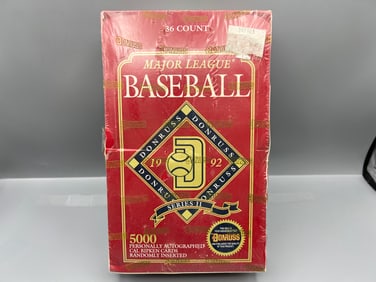 36 COUNT
MAJOR LEAGUE
BASEBALL
DONRUSS DONRUSS
19 D 92
DONRUSS DONRUSS
SERIES II
5000
PERSONALLY AUTOGRAPHED
CAL RIPKEN CARDS
RANDOMLY INSERTED
DONRUSS